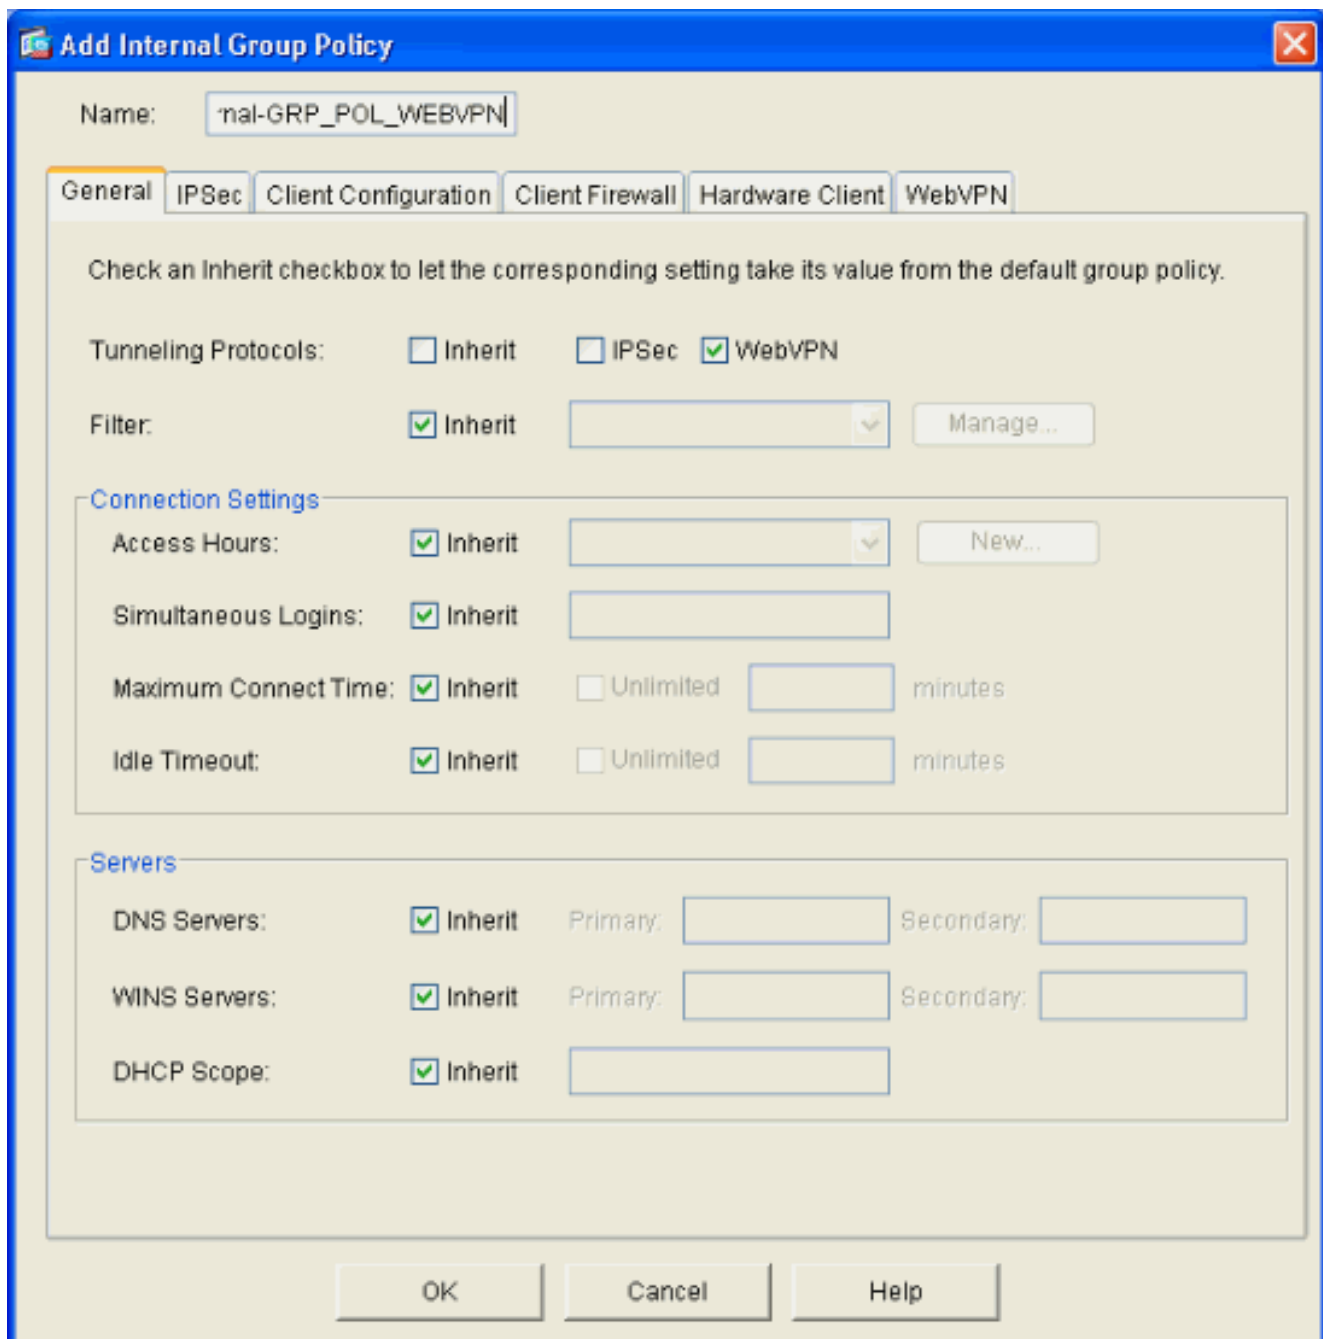 Add Internal Group Policy
Name: rnal-GRP_POL_WEBVPN
General IPSec Client Configuration Client Firewall Hardware Client WebVPN
Check an Inherit checkbox to let the corresponding setting take its value from the default group policy.
Tunneling Protocols: Inherit IPSec WebVPN
Filter: Inherit Manage...
Connection Settings
Access Hours: Inherit New...
Simultaneous Logins: Inherit
Maximum Connect Time: Inherit Unlimited minutes
Idle Timeout: Inherit Unlimited minutes
Servers
DNS Servers: Inherit Primary: Secondary:
WINS Servers: Inherit Primary: Secondary:
DHCP Scope: Inherit
OK Cancel Help